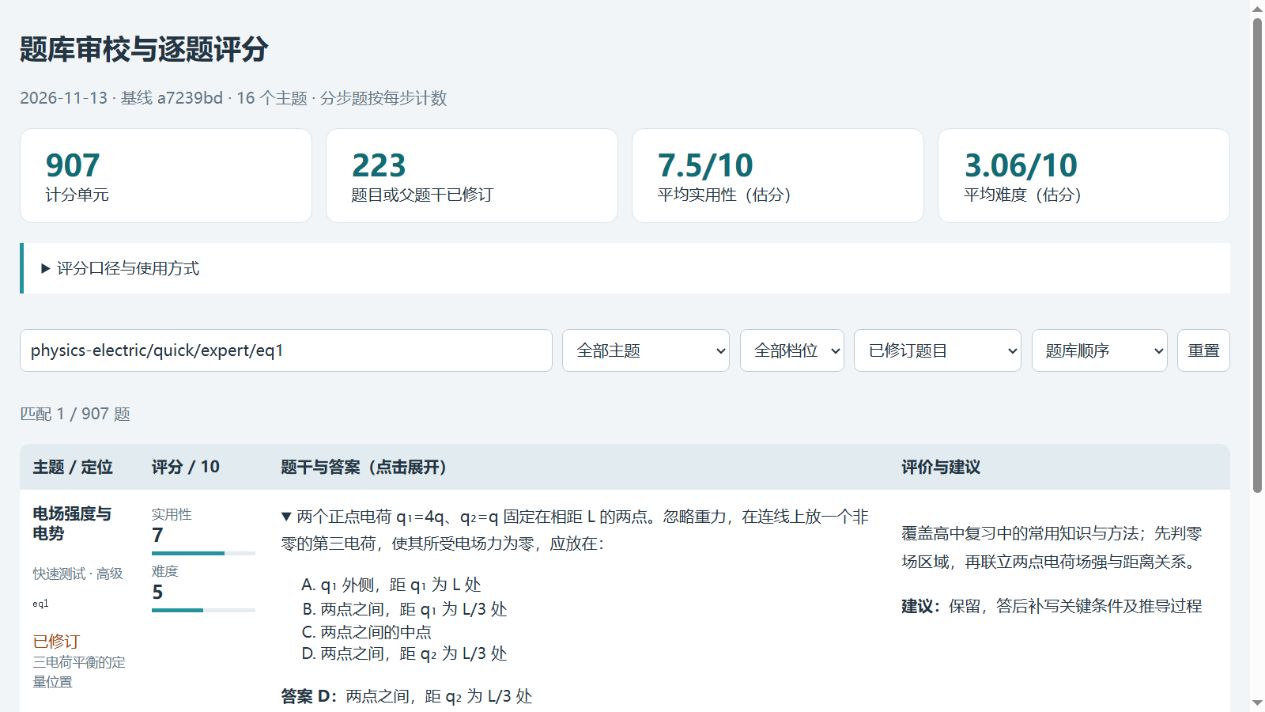 题库审校与逐题评分
2026-11-13 · 基线 a7239bd · 16 个主题 · 分步题按每步计数
907
计分单元
223
题目或父题干已修订
7.5/10
平均实用性（估分）
3.06/10
平均难度（估分）
▶ 评分口径与使用方式
physics-electric/quick/expert/eq1
全部主题
全部档位
已修订题目
题库顺序
重置
匹配 1 / 907 题
主题 / 定位
评分 / 10
题干与答案（点击展开）
评价与建议
电场强度与
电势
快速测试 · 高级
eq1
已修订
三电荷平衡的定
量位置
实用性
7
难度
5
▼ 两个正点电荷 q₁=4q、q₂=q 固定在相距 L 的两点。忽略重力，在连线上放一个非
零的第三电荷，使其所受电场力为零，应放在：
A. q₁ 外侧，距 q₁ 为 L 处
B. 两点之间，距 q₁ 为 L/3 处
C. 两点之间的中点
D. 两点之间，距 q₂ 为 L/3 处
答案 D：两点之间，距 q₂ 为 L/3 处
覆盖高中复习中的常用知识与方法；先判零
场区域，再联立两点电荷场强与距离关系。
建议：保留，答后补写关键条件及推导过程